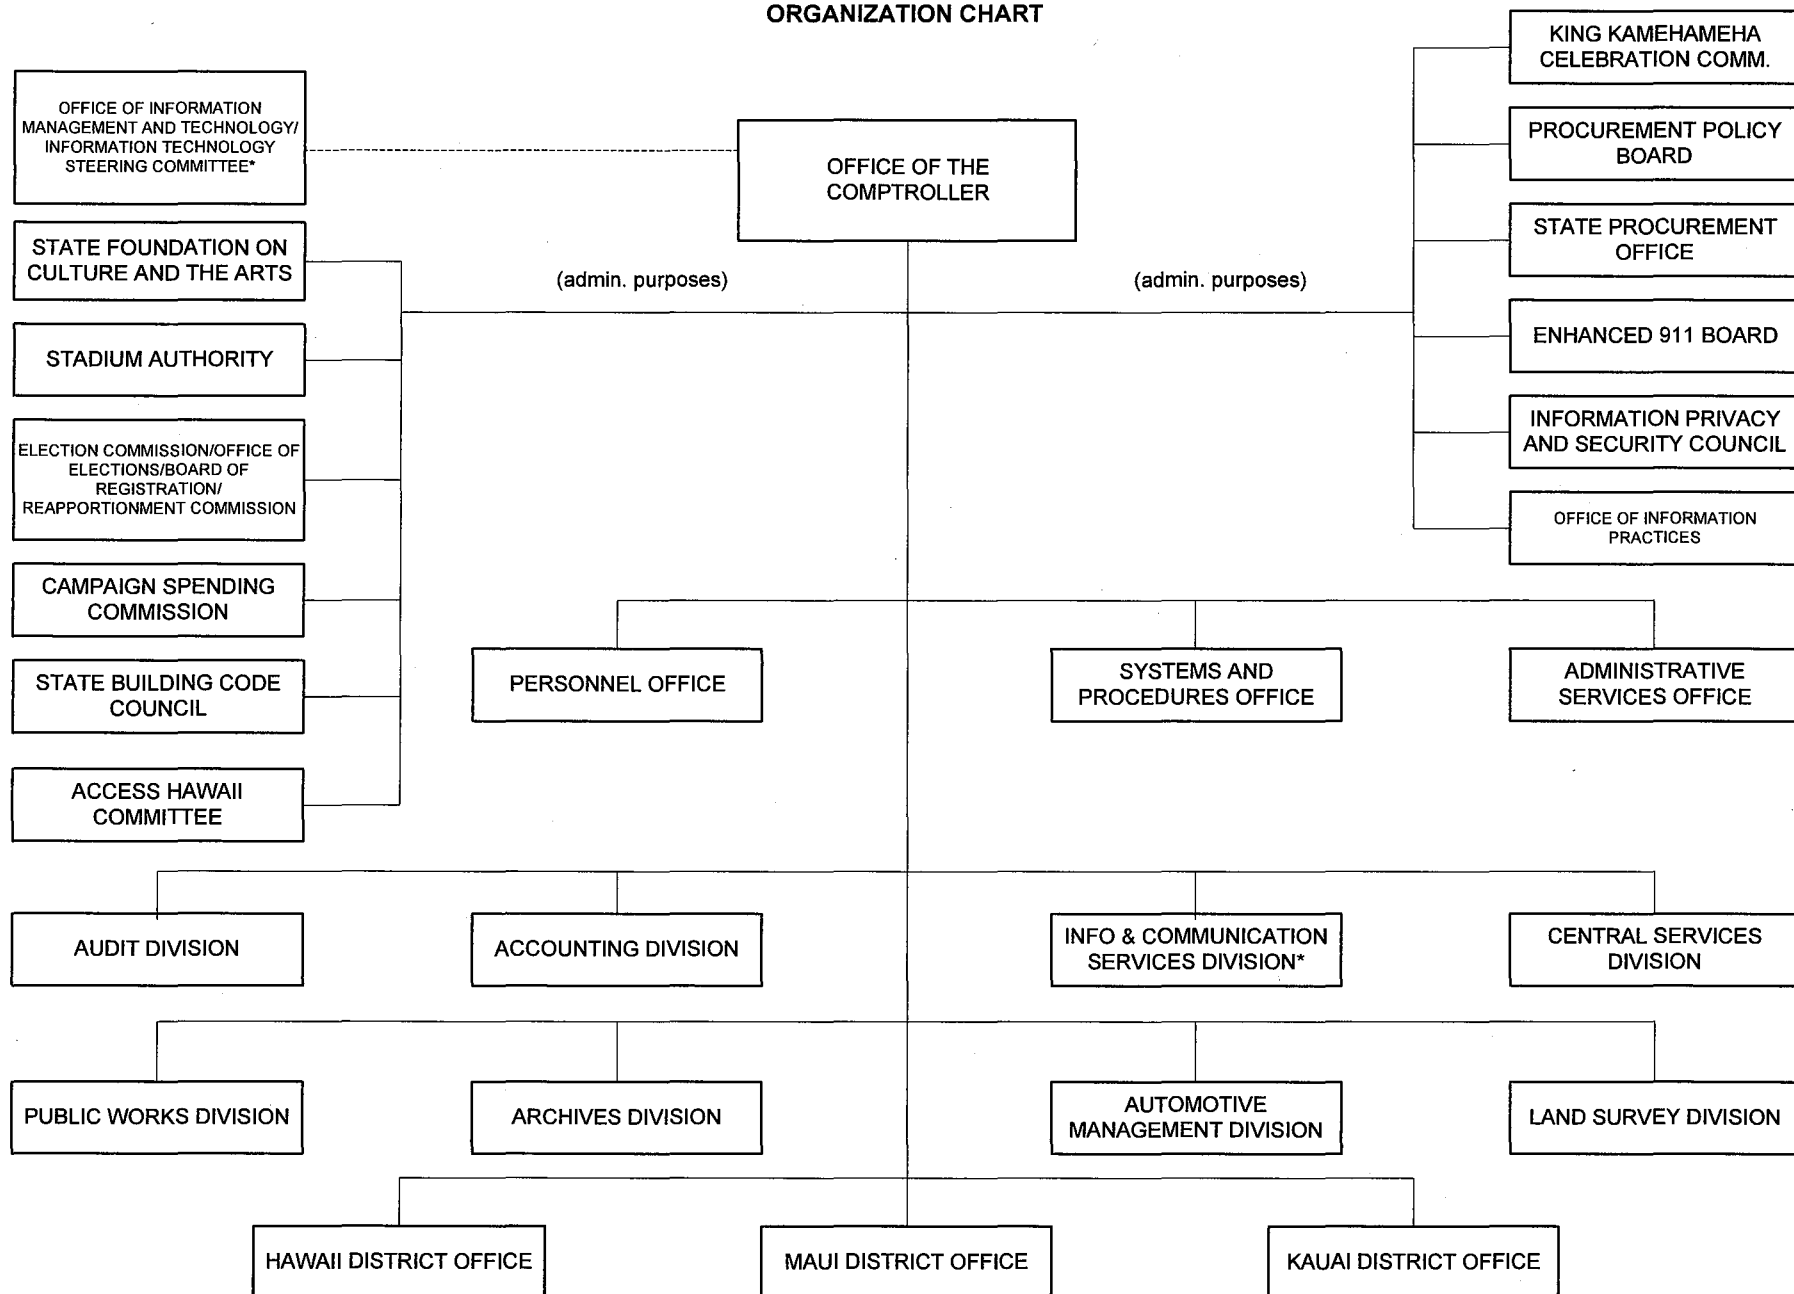 ORGANIZATION CHART
OFFICE OF INFORMATION
MANAGEMENT AND TECHNOLOGY/
INFORMATION TECHNOLOGY
STEERING COMMITTEE*
OFFICE OF THE
COMPTROLLER
KING KAMEHAMEHA
CELEBRATION COMM.
PROCUREMENT POLICY
BOARD
STATE PROCUREMENT
OFFICE
ENHANCED 911 BOARD
INFORMATION PRIVACY
AND SECURITY COUNCIL
OFFICE OF INFORMATION
PRACTICES
(admin. purposes)
(admin. purposes)
STATE FOUNDATION ON
CULTURE AND THE ARTS
STADIUM AUTHORITY
ELECTION COMMISSION/OFFICE OF
ELECTIONS/BOARD OF
REGISTRATION/
REAPPORTIONMENT COMMISSION
CAMPAIGN SPENDING
COMMISSION
STATE BUILDING CODE
COUNCIL
ACCESS HAWAII
COMMITTEE
PERSONNEL OFFICE
SYSTEMS AND
PROCEDURES OFFICE
ADMINISTRATIVE
SERVICES OFFICE
AUDIT DIVISION
ACCOUNTING DIVISION
INFO & COMMUNICATION
SERVICES DIVISION*
CENTRAL SERVICES
DIVISION
PUBLIC WORKS DIVISION
ARCHIVES DIVISION
AUTOMOTIVE
MANAGEMENT DIVISION
LAND SURVEY DIVISION
HAWAII DISTRICT OFFICE
MAUI DISTRICT OFFICE
KAUAI DISTRICT OFFICE